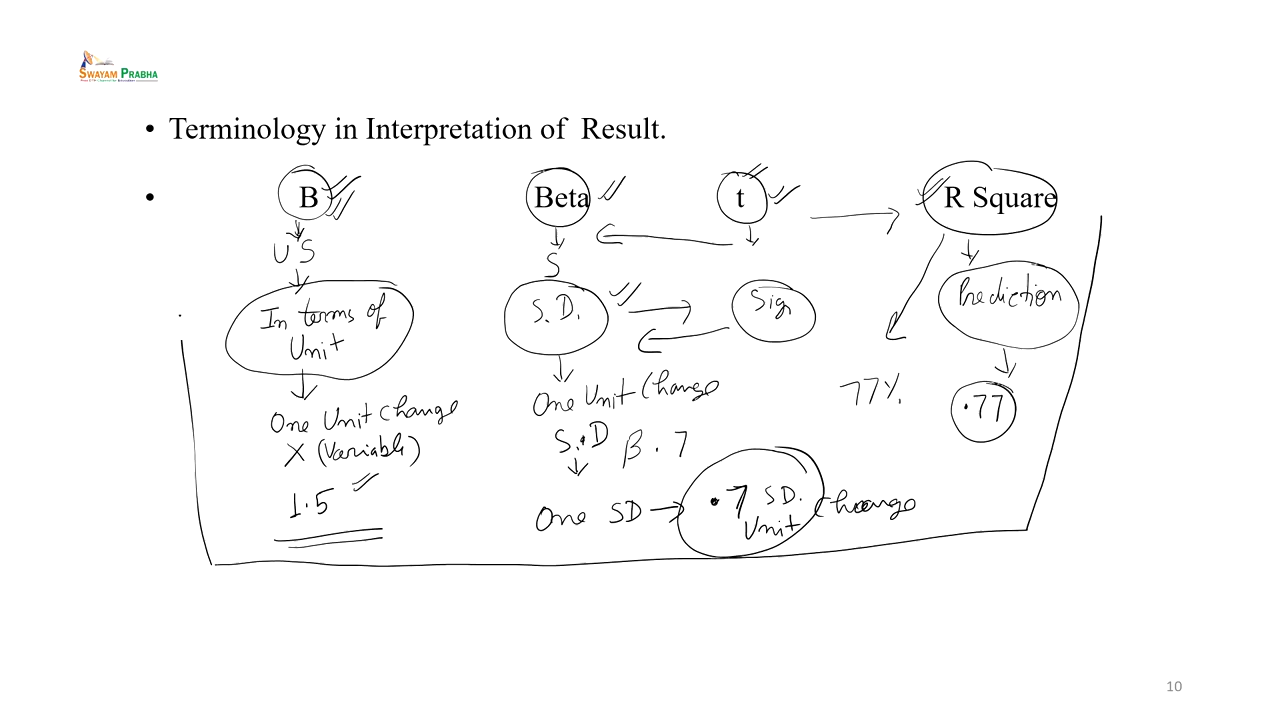 SWAYAM PRABHA
• Terminology in Interpretation of Result.
• B Beta t R Square
US
S
In terms of
Unit
S.D.
Sig
Prediction
One Unit Change
X (Variable)
1.5
One Unit Change
S.D β .7
One SD → .7 SD. Unit Change
77%
.77
10